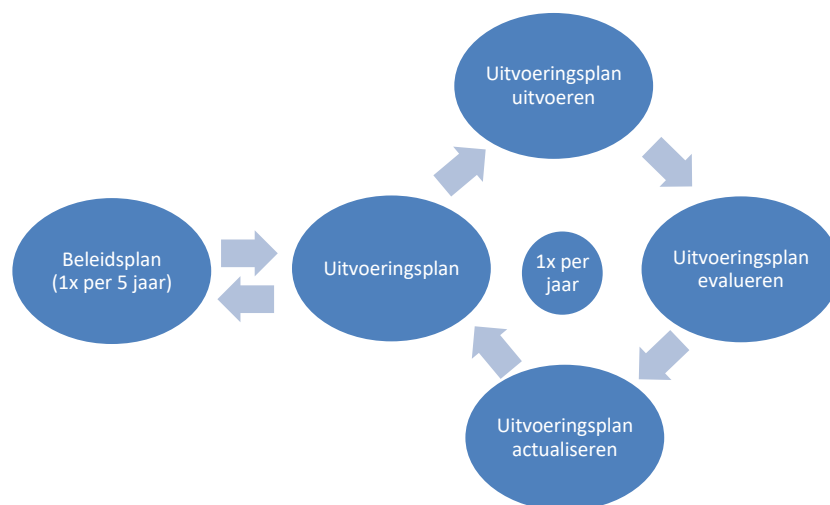 Uitvoeringsplan
uitvoeren
Beleidsplan
(1x per 5 jaar)
Uitvoeringsplan
1x per
jaar
Uitvoeringsplan
evalueren
Uitvoeringsplan
actualiseren